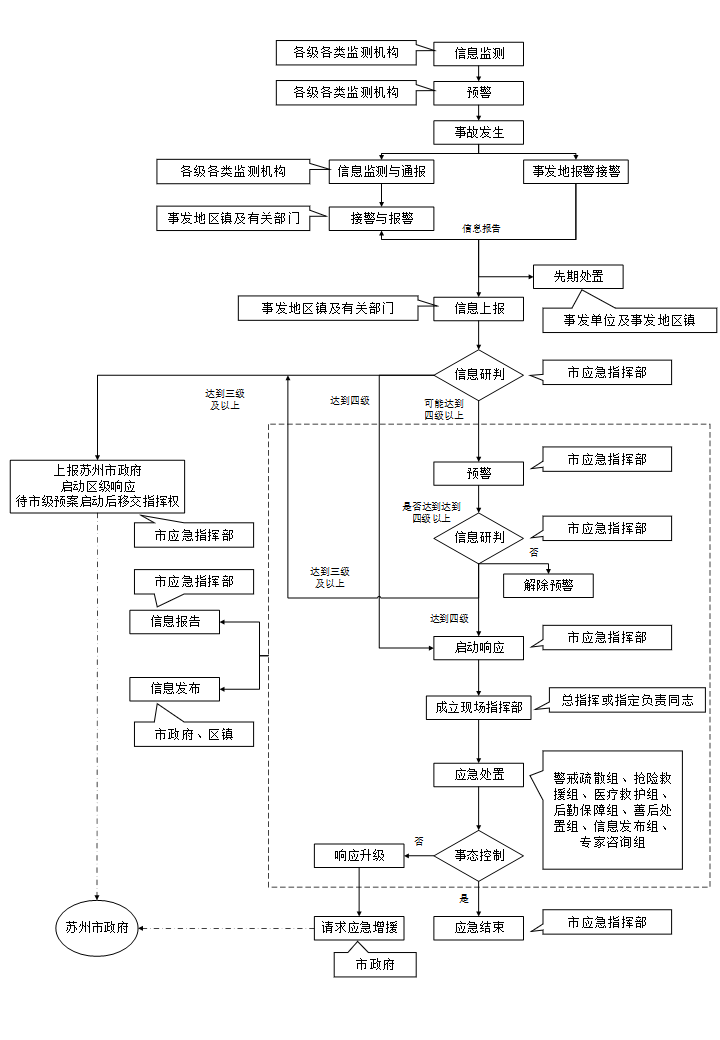 各级各类监测机构
信息监测
各级各类监测机构
预警
事故发生
各级各类监测机构
信息监测与通报
事发地报警接警
事发地区镇及有关部门
接警与报警
信息报告
先期处置
事发地区镇及有关部门
信息上报
事发单位及事发地区镇
信息研判
市应急指挥部
达到三级
及以上
达到四级
可能达到
四级以上
上报苏州市政府
启动区级响应
待市级预案启动后移交指挥权
预警
市应急指挥部
是否达到达到
四级以上
市应急指挥部
信息研判
市应急指挥部
否
达到三级
及以上
解除预警
市应急指挥部
信息报告
达到四级
启动响应
市应急指挥部
信息发布
成立现场指挥部
总指挥或指定负责同志
市政府、区镇
应急处置
警戒疏散组、抢险救
援组、医疗救护组、
后勤保障组、善后处
置组、信息发布组、
专家咨询组
否
响应升级
事态控制
是
苏州市政府
请求应急增援
应急结束
市应急指挥部
市政府